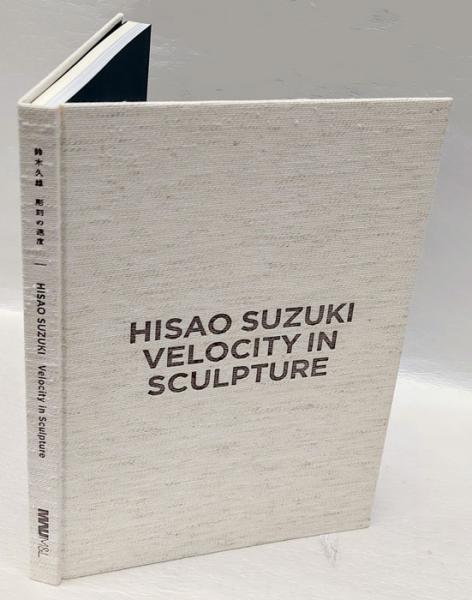 HISAO SUZUKI
VELOCITY IN
SCULPTURE
鈴木久雄 彫刻の速度 | HISAO SUZUKI Velocity in Sculpture MAU M&L